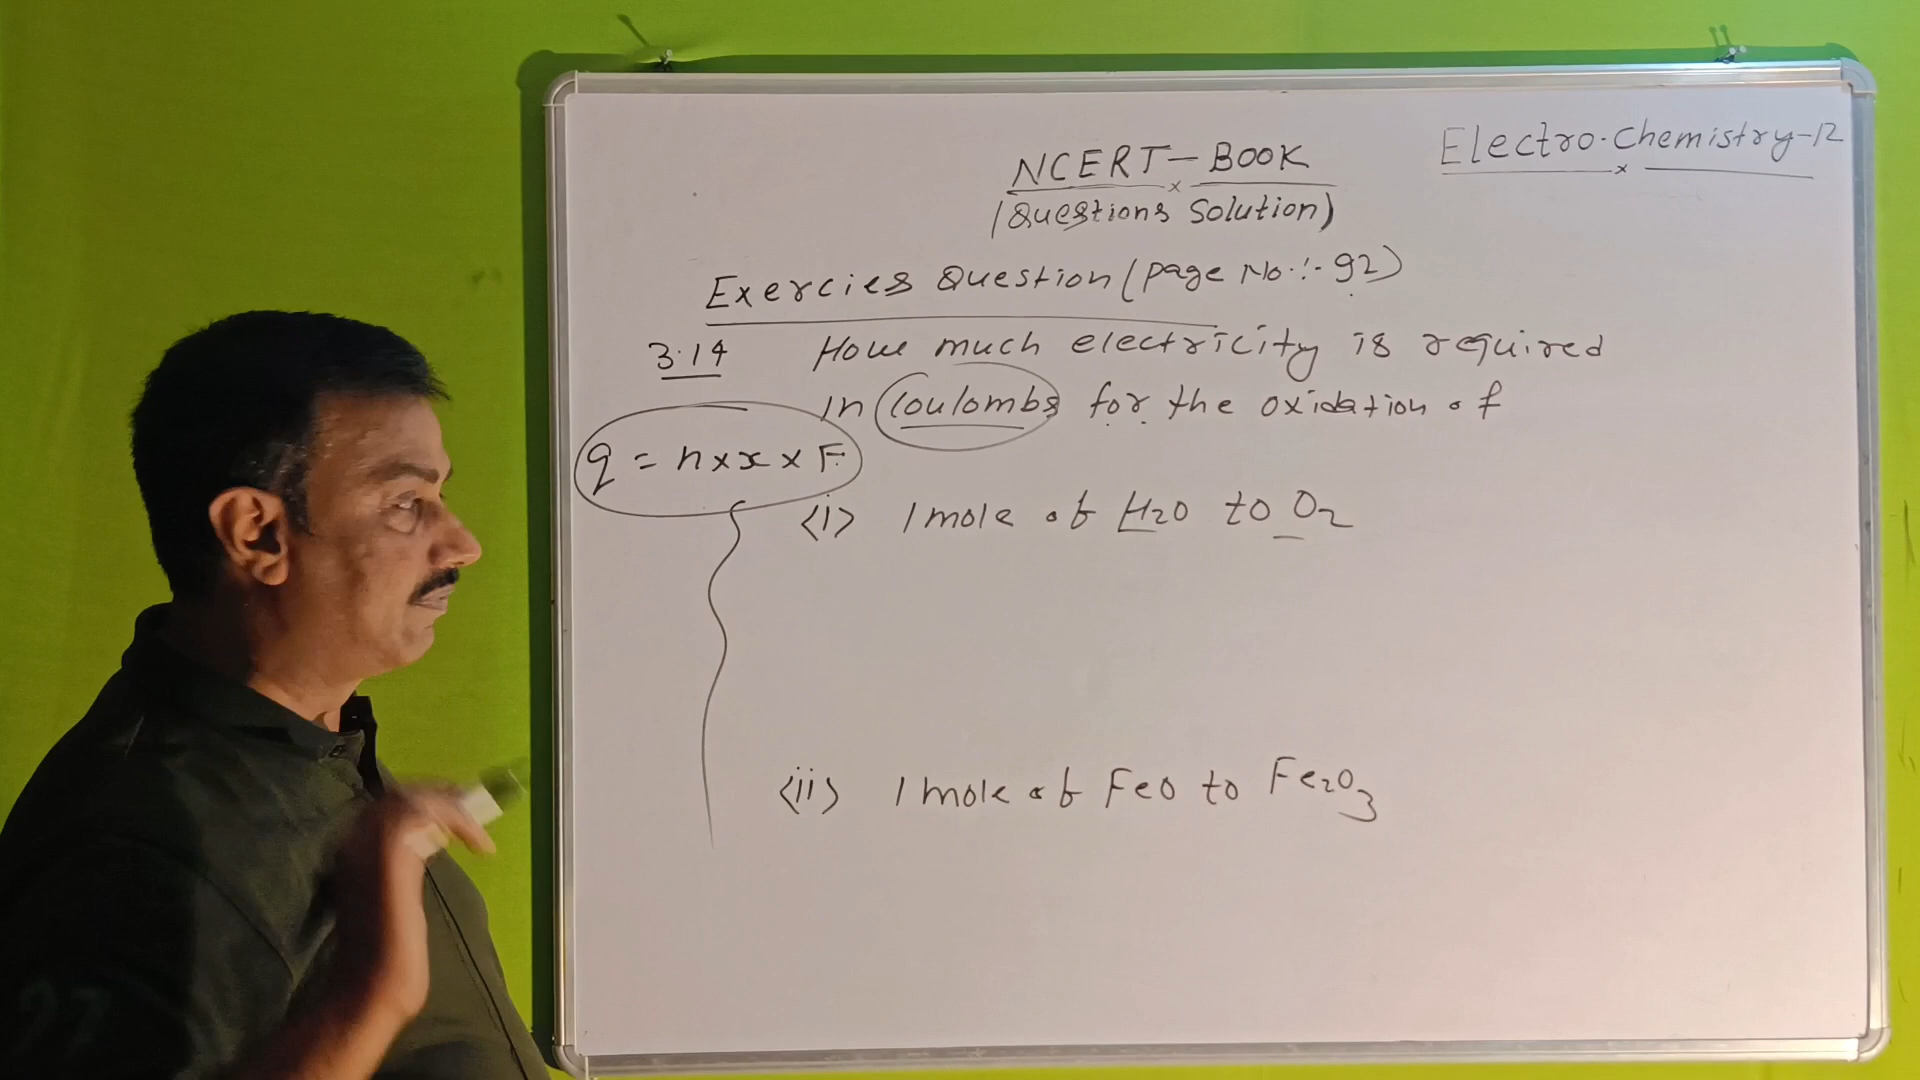 Electro.Chemistry-12
NCERT-BOOK
(Questions Solution)
Exercies Question (page No.:- 92)
3.14 How much electricity is required
in Coulombs for the oxidation of
q = n x x x F
(i) 1 mole of H2O to O2
(ii) 1 mole of FeO to Fe2O3